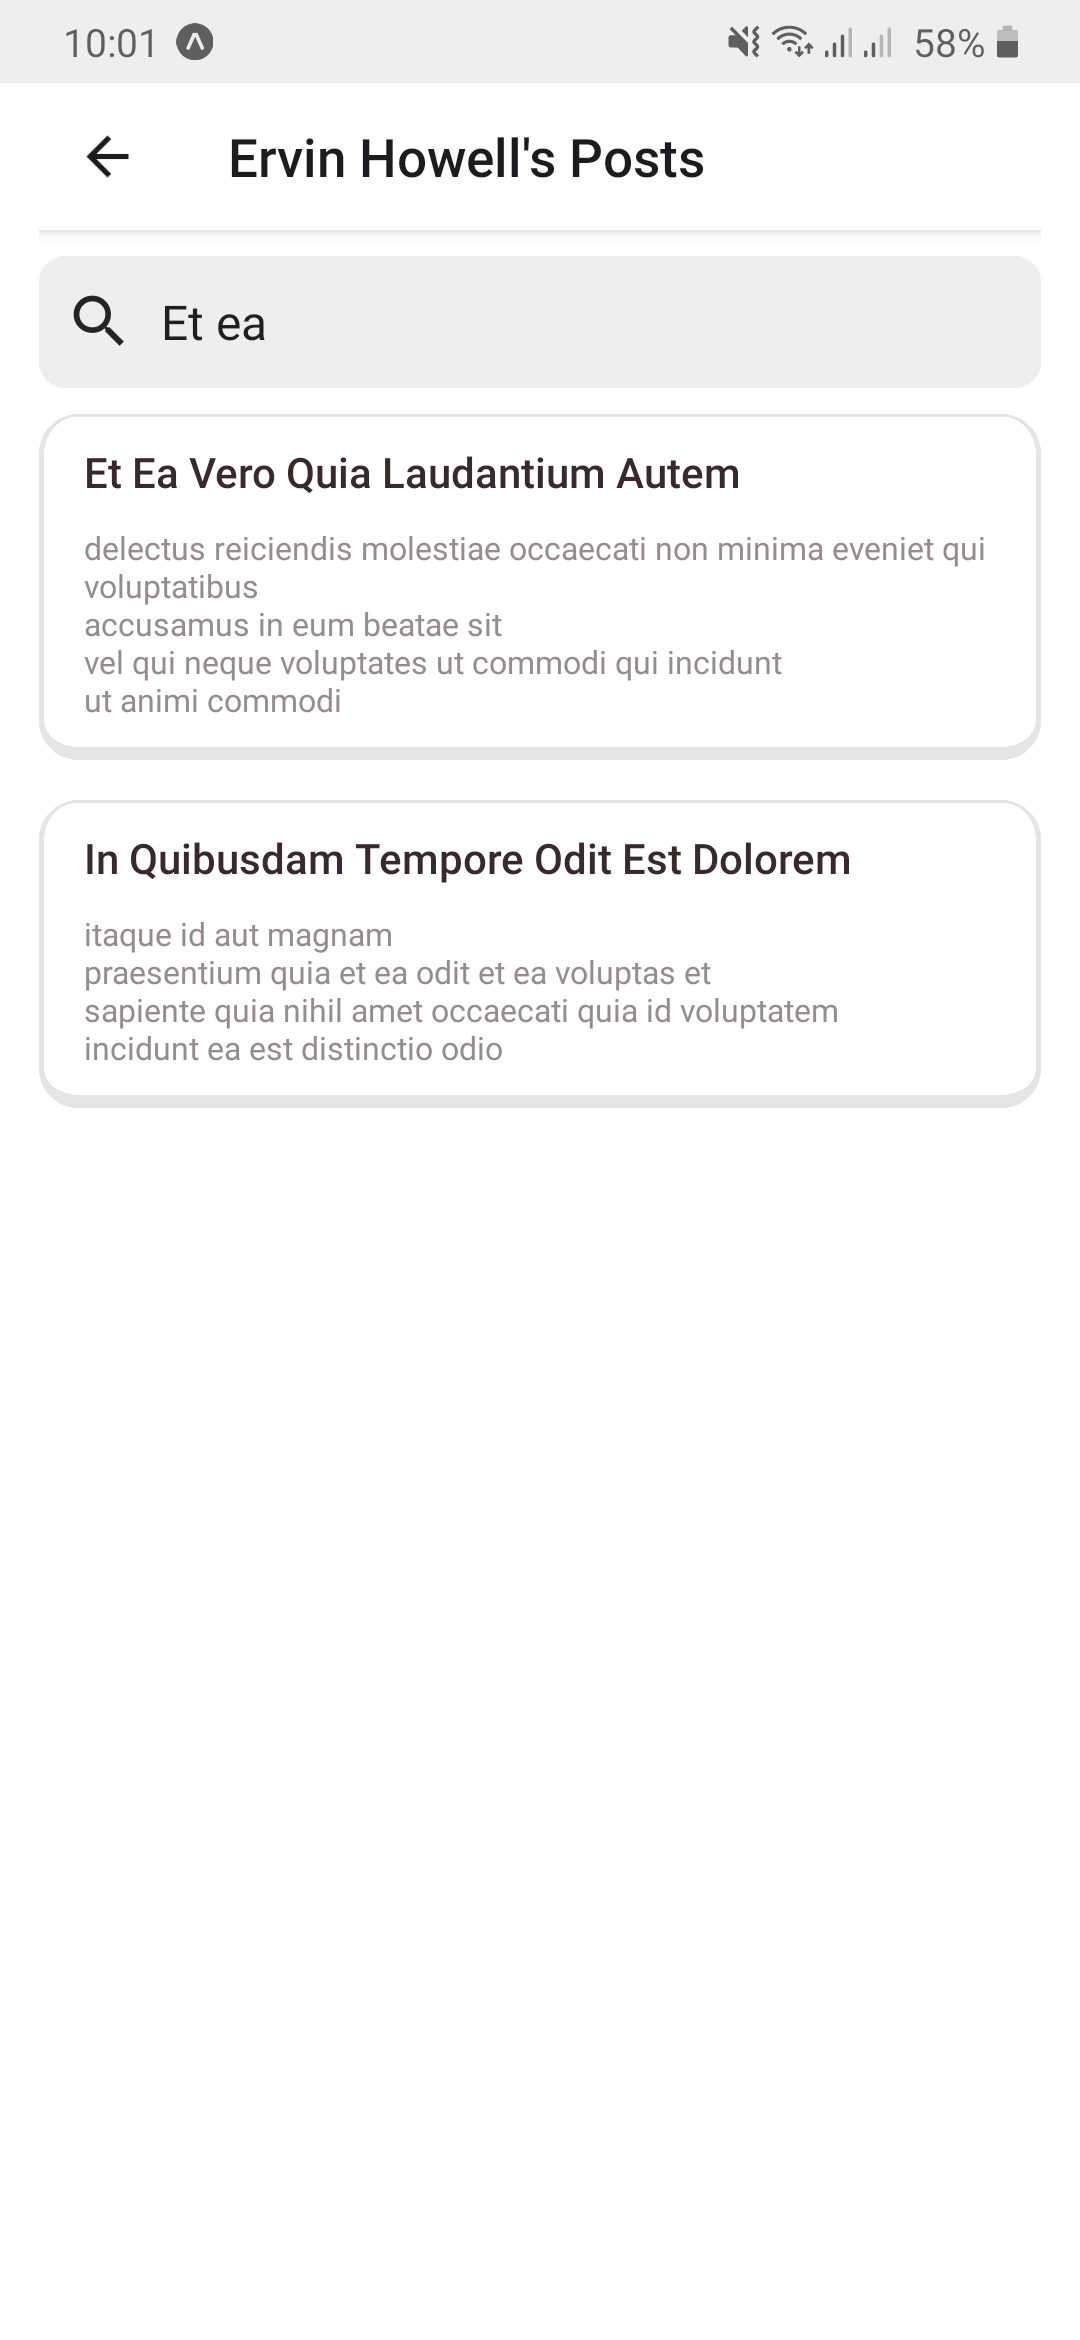 10:01
58%
Ervin Howell's Posts
Et ea
Et Ea Vero Quia Laudantium Autem
delectus reiciendis molestiae occaecati non minima eveniet qui
voluptatibus
accusamus in eum beatae sit
vel qui neque voluptates ut commodi qui incidunt
ut animi commodi
In Quibusdam Tempore Odit Est Dolorem
itaque id aut magnam
praesentium quia et ea odit et ea voluptas et
sapiente quia nihil amet occaecati quia id voluptatem
incidunt ea est distinctio odio